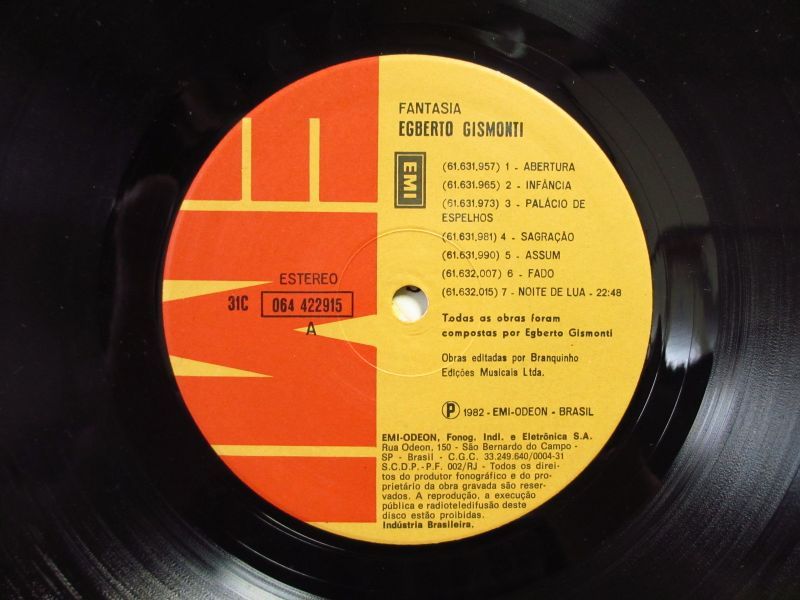 FANTASIA
EGBERTO GISMONTI
EMI
(61.631,957) 1 - ABERTURA
(61.631,965) 2 - INFÂNCIA
(61.631,973) 3 - PALÁCIO DE
ESPELHOS
(61.631,981) 4 - SAGRAÇÃO
(61.631,990) 5 - ASSUM
(61.632,007) 6 - FADO
(61.632,015) 7 - NOITE DE LUA - 22:48
ESTEREO
31C 064 422915
A
Todas as obras foram
compostas por Egberto Gismonti
Obras editadas por Branquinho
Edições Musicais Ltda.
Ⓟ 1982 - EMI-ODEON - BRASIL
EMI-ODEON, Fonog. Indl. e Eletrônica S.A.
Rua Odeon, 150 - São Bernardo do Campo -
SP - Brasil - C.G.C. 33.249.640/0004-31
S.C.D.P.-P.F. 002/RJ - Todos os direi-
tos do produtor fonográfico e do pro-
prietário da obra gravada são reser-
vados. A reprodução, a execução
pública e radioteledifusão deste
disco estão proibidas.
Indústria Brasileira.